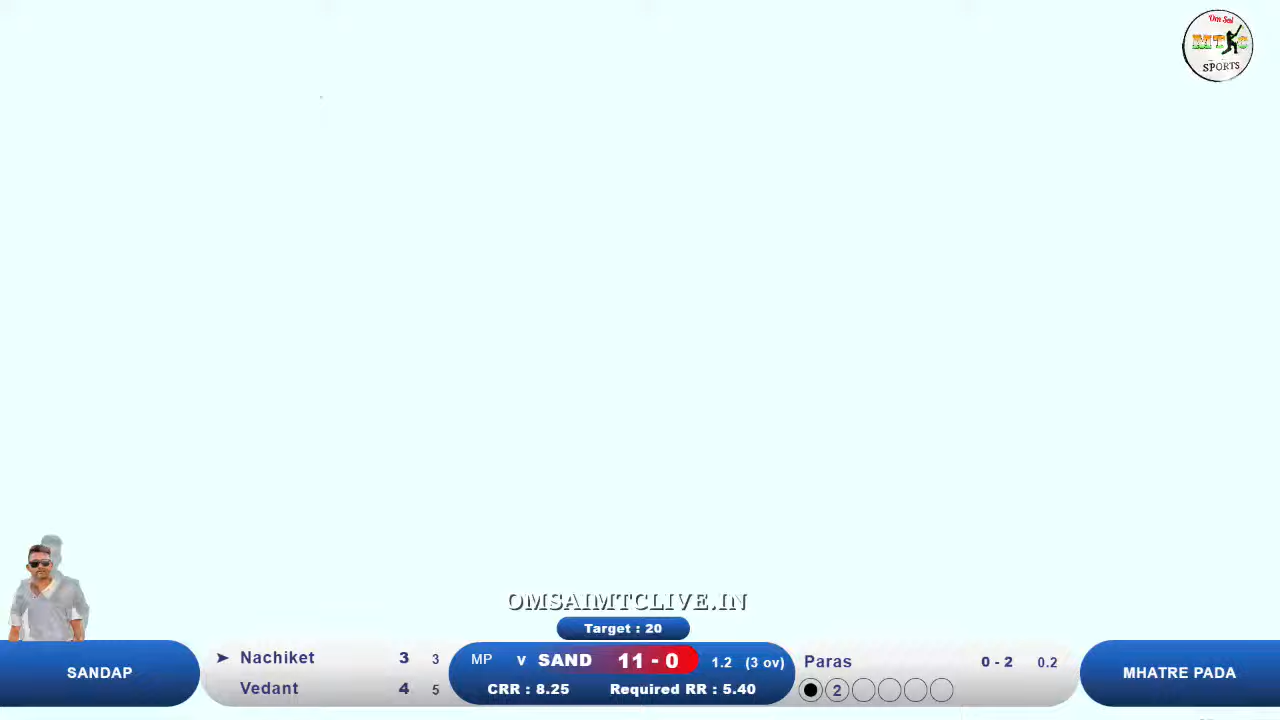 Om Sai
MTC
SPORTS
OMSAIMTCLIVE.IN
Target : 20
SANDAP
➤ Nachiket 3 3
Vedant 4 5
MP v SAND 11 - 0 1.2 (3 ov)
CRR : 8.25 Required RR : 5.40
Paras 0 - 2 0.2
2
MHATRE PADA